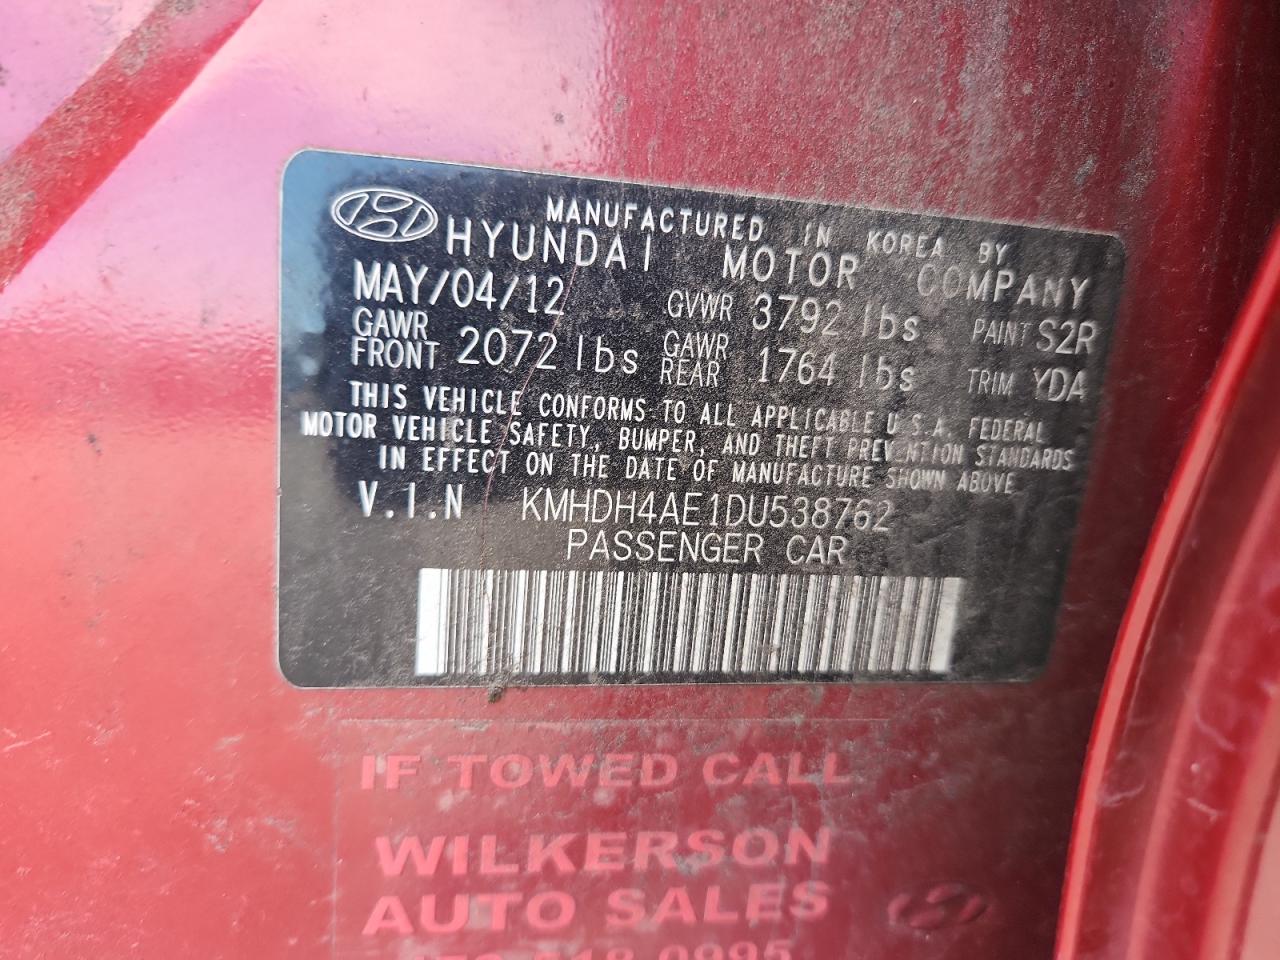 MANUFACTURED IN KOREA BY
HYUNDAI MOTOR COMPANY
MAY/04/12 GVWR 3792 lbs PAINT S2R
GAWR FRONT 2072 lbs GAWR REAR 1764 lbs TRIM YDA
THIS VEHICLE CONFORMS TO ALL APPLICABLE U.S.A. FEDERAL
MOTOR VEHICLE SAFETY, BUMPER, AND THEFT PREVENTION STANDARDS
IN EFFECT ON THE DATE OF MANUFACTURE SHOWN ABOVE
V.I.N KMHDH4AE1DU538762
PASSENGER CAR
IF TOWED CALL
WILKERSON
AUTO SALES